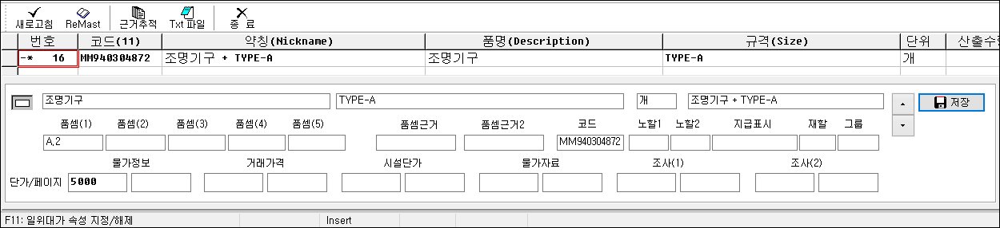 새로고침 ReMast 근거추적 Txt 파일 종 료
번호 코드(11) 약칭(Nickname) 품명(Description) 규격(Size) 단위 산출수
-* 16 MM940304872 조명기구 + TYPE-A 조명기구 TYPE-A 개
조명기구 TYPE-A 개 조명기구 + TYPE-A 저장
품셈(1) 품셈(2) 품셈(3) 품셈(4) 품셈(5) 품셈근거 품셈근거2 코드 노할1 노할2 지급표시 재할 그룹
A.2 MM940304872
물가정보 거래가격 시설단가 물가자료 조사(1) 조사(2)
단가/페이지 5000
F11: 일위대가 속성 지정/해제 Insert